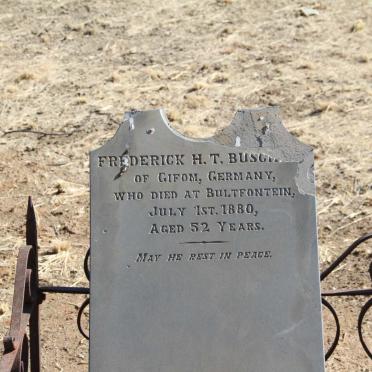 FREDERICK H. T. BUSCH
OF GIFOM, GERMANY,
WHO DIED AT BULTFONTEIN,
JULY 1ST. 1880,
AGED 52 YEARS.
MAY HE REST IN PEACE.